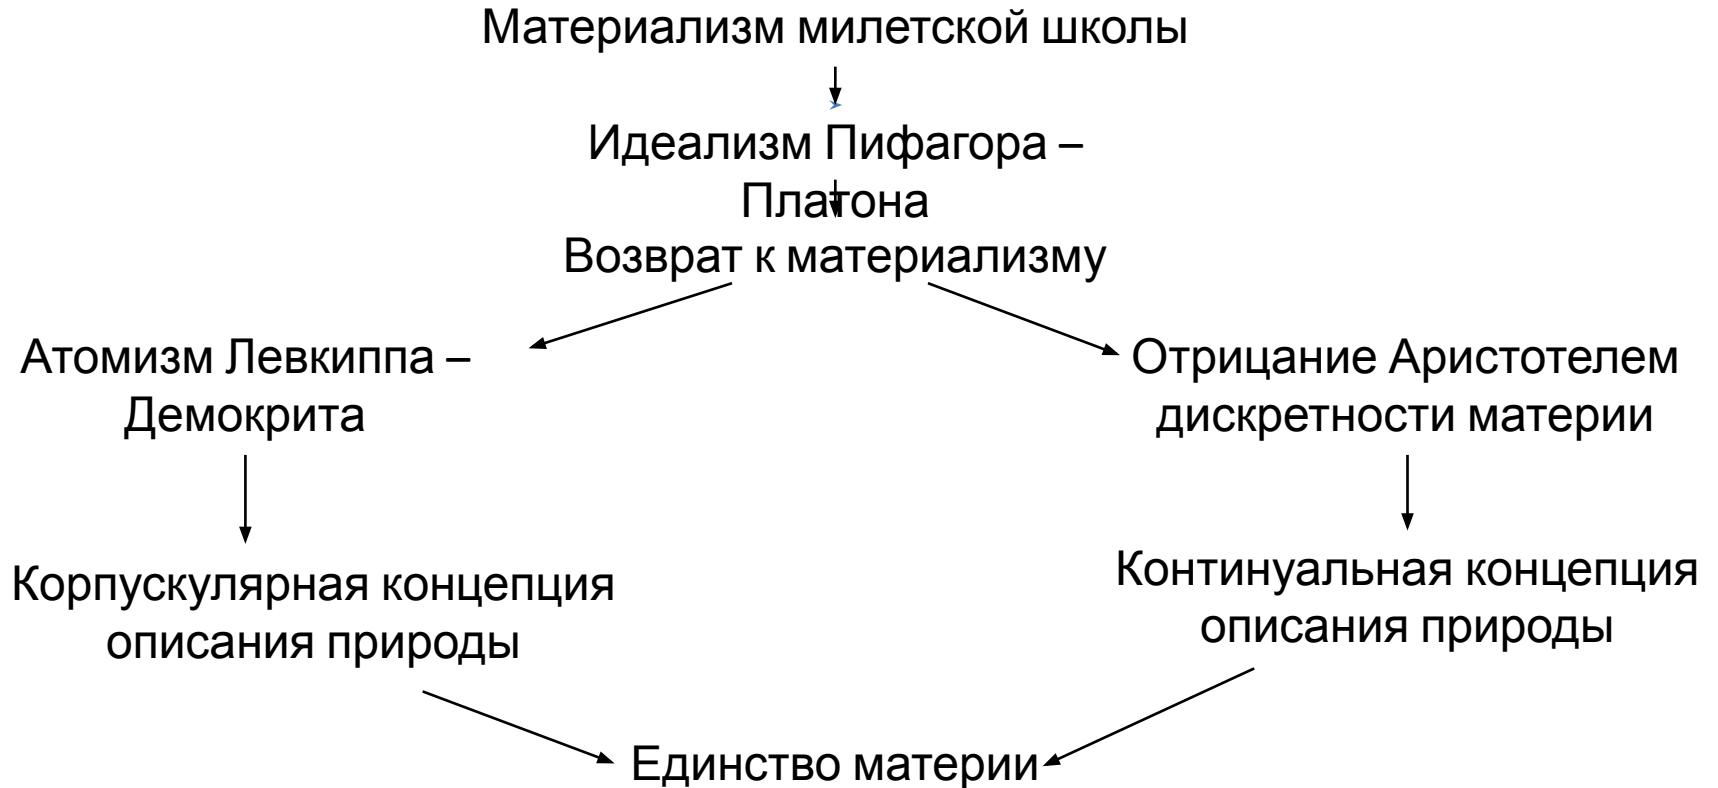 Материализм милетской школы
Идеализм Пифагора –
Платона
Возврат к материализму
Атомизм Левкиппа –
Демокрита
Отрицание Аристотелем
дискретности материи
Корпускулярная концепция
описания природы
Континуальная концепция
описания природы
Единство материи